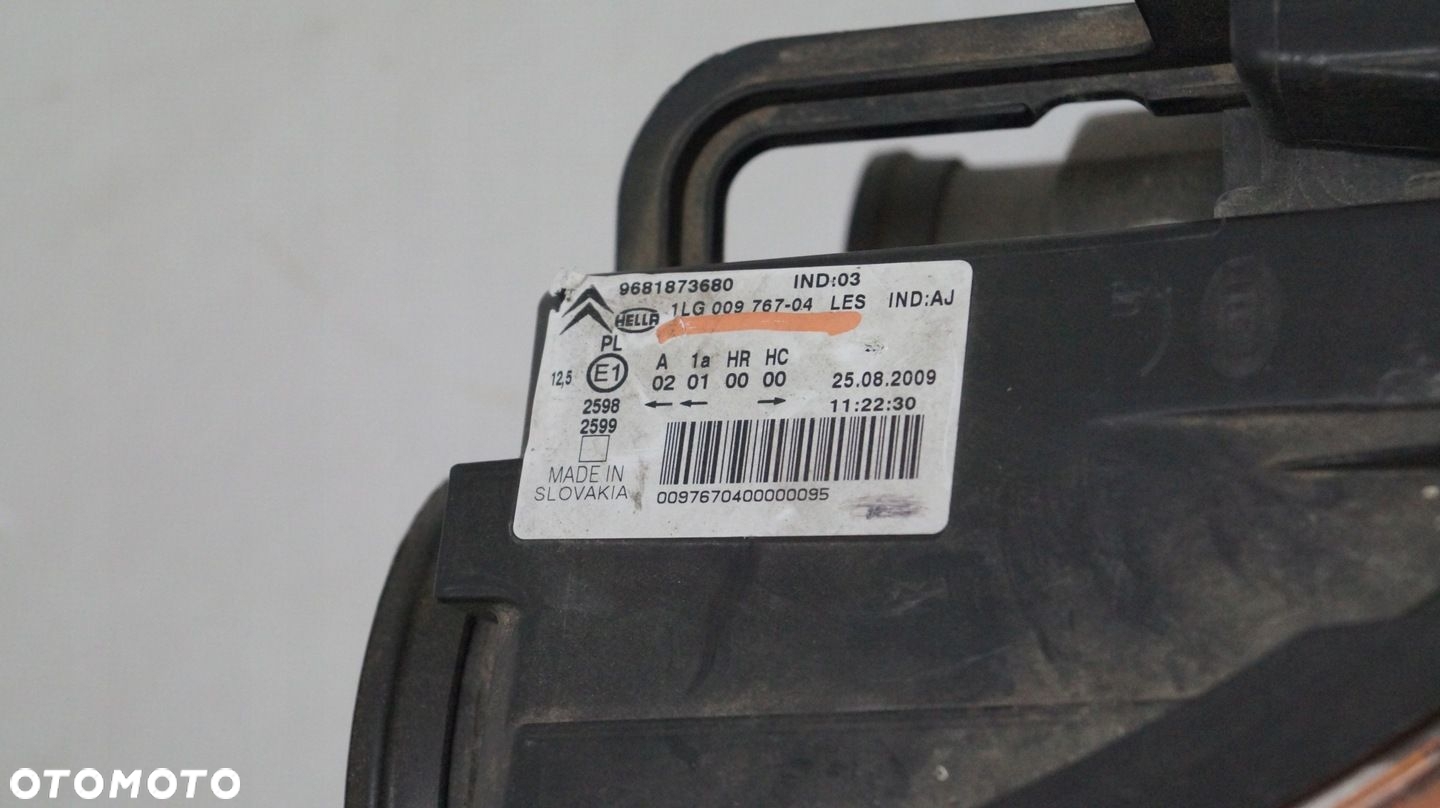 9681873680 IND:03
HELLA 1LG 009 767-04 LES IND:AJ
PL
12,5 E1 A 1a HR HC
02 01 00 00 25.08.2009
2598 ← ← → 11:22:30
2599
MADE IN
SLOVAKIA
0097670400000095
OTOMOTO